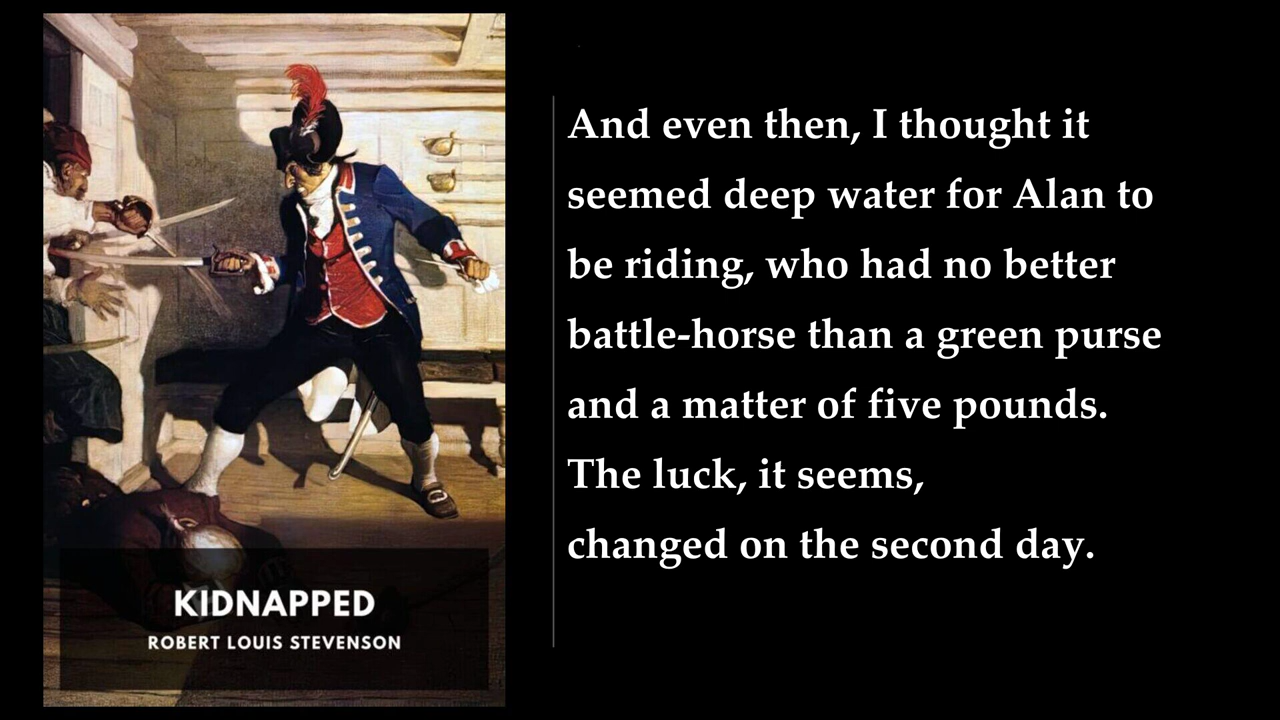 KIDNAPPED
ROBERT LOUIS STEVENSON
And even then, I thought it
seemed deep water for Alan to
be riding, who had no better
battle-horse than a green purse
and a matter of five pounds.
The luck, it seems,
changed on the second day.